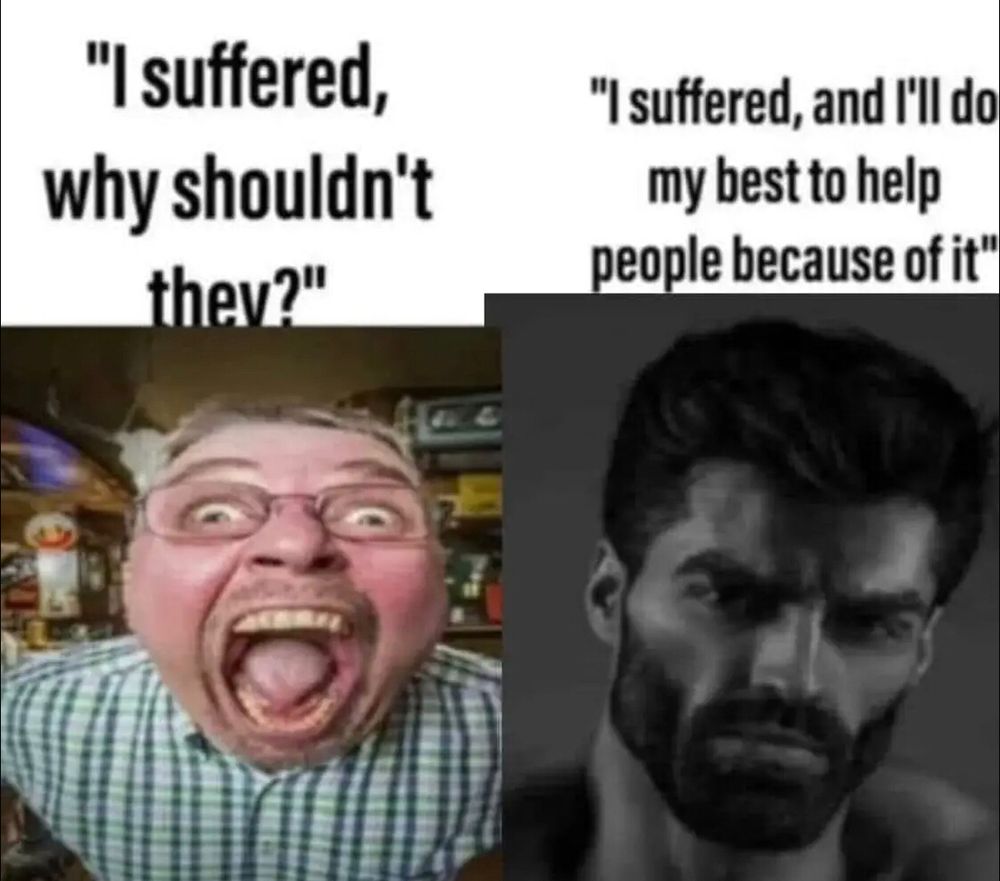 "I suffered,
why shouldn't
they?"
"I suffered, and I'll do
my best to help
people because of it"